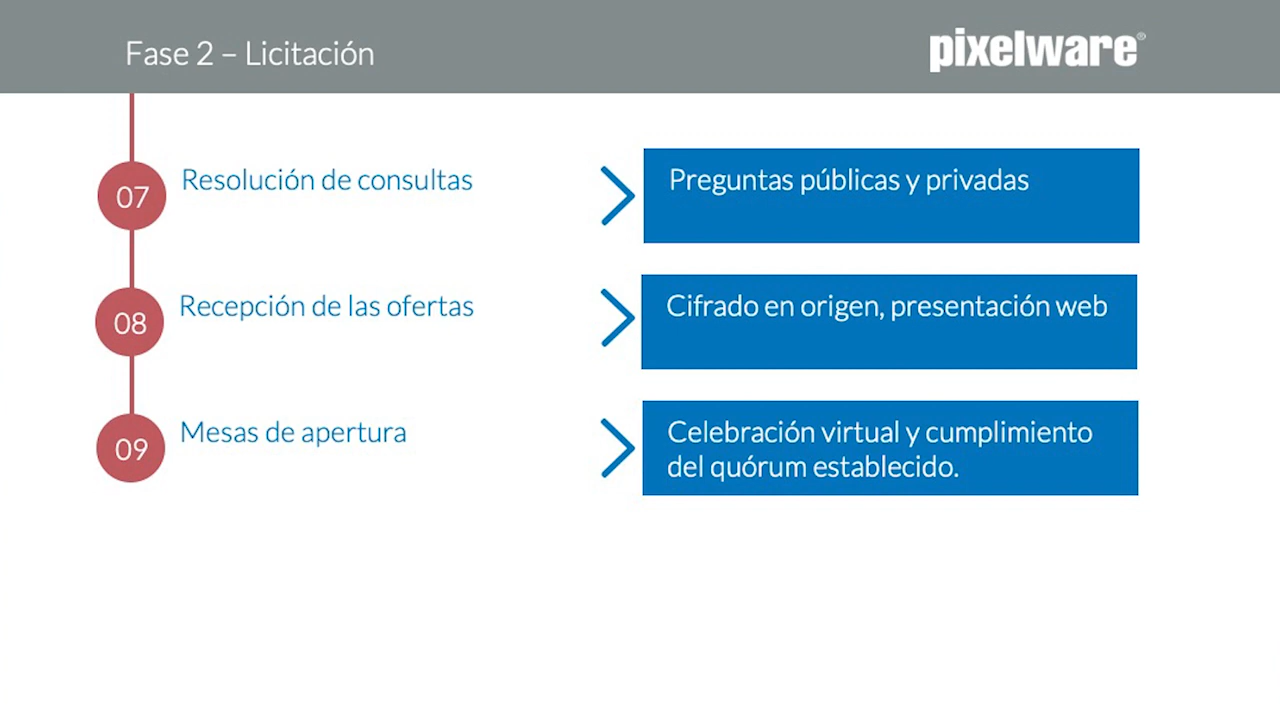 Fase 2 – Licitación
pixelware®
07
Resolución de consultas
Preguntas públicas y privadas
08
Recepción de las ofertas
Cifrado en origen, presentación web
09
Mesas de apertura
Celebración virtual y cumplimiento
del quórum establecido.